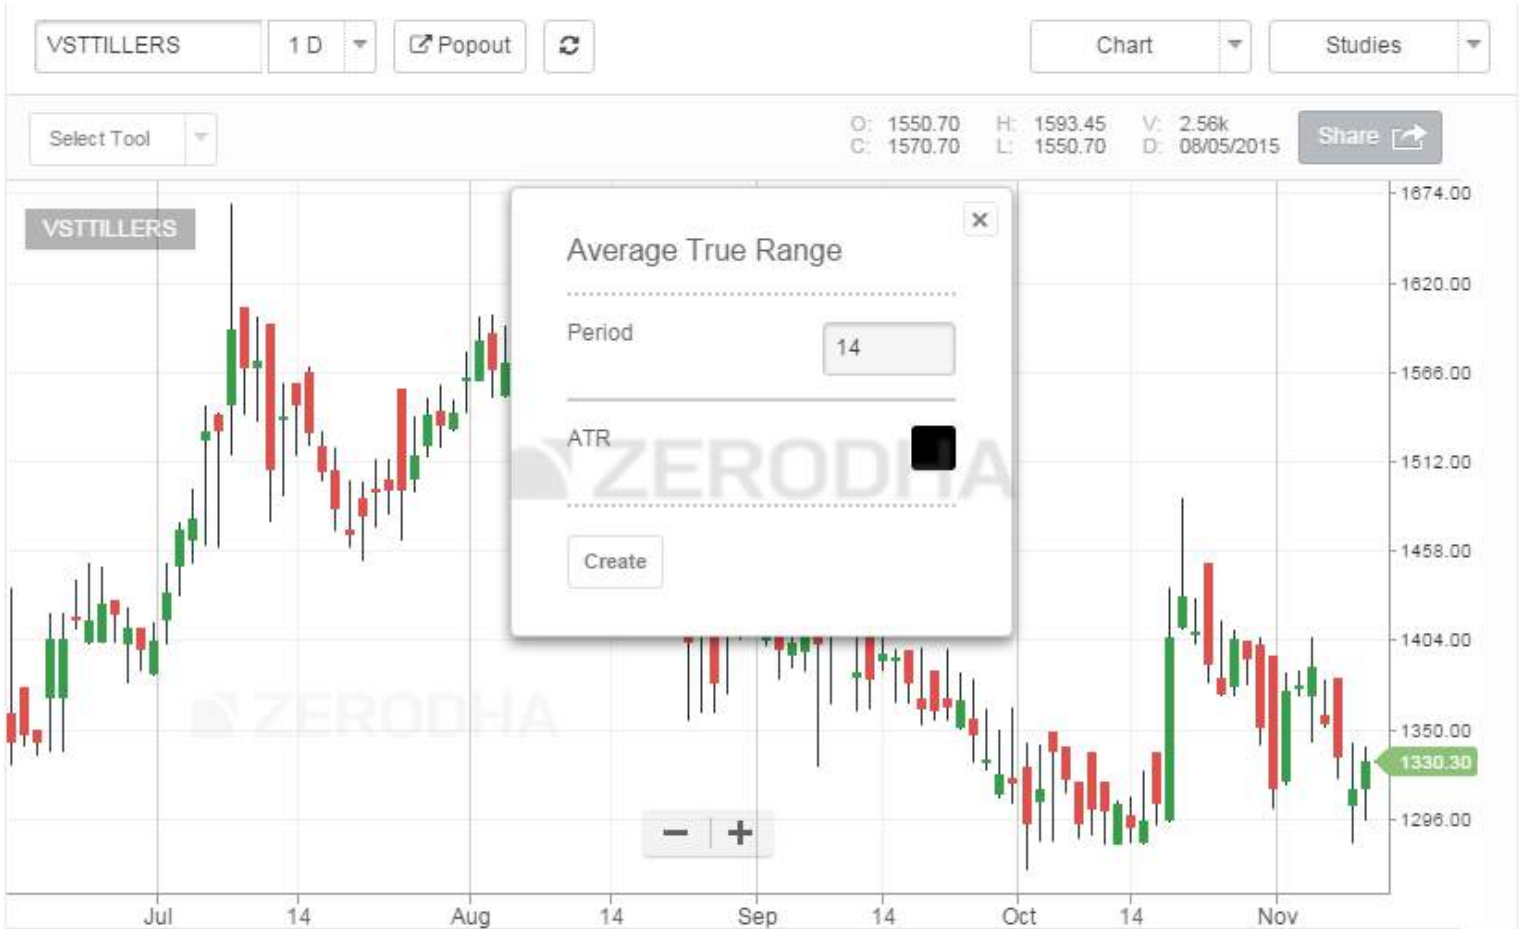 VSTTILLERS 1 D Popout Chart Studies
Select Tool O: 1550.70 H: 1593.45 V: 2.56k Share
C: 1570.70 L: 1550.70 D: 08/05/2015
VSTTILLERS
Average True Range
Period 14
ATR
ZERODHA
Create
ZERODHA
1674.00
1620.00
1566.00
1512.00
1458.00
1404.00
1350.00
1330.30
1296.00
Jul 14 Aug 14 Sep 14 Oct 14 Nov